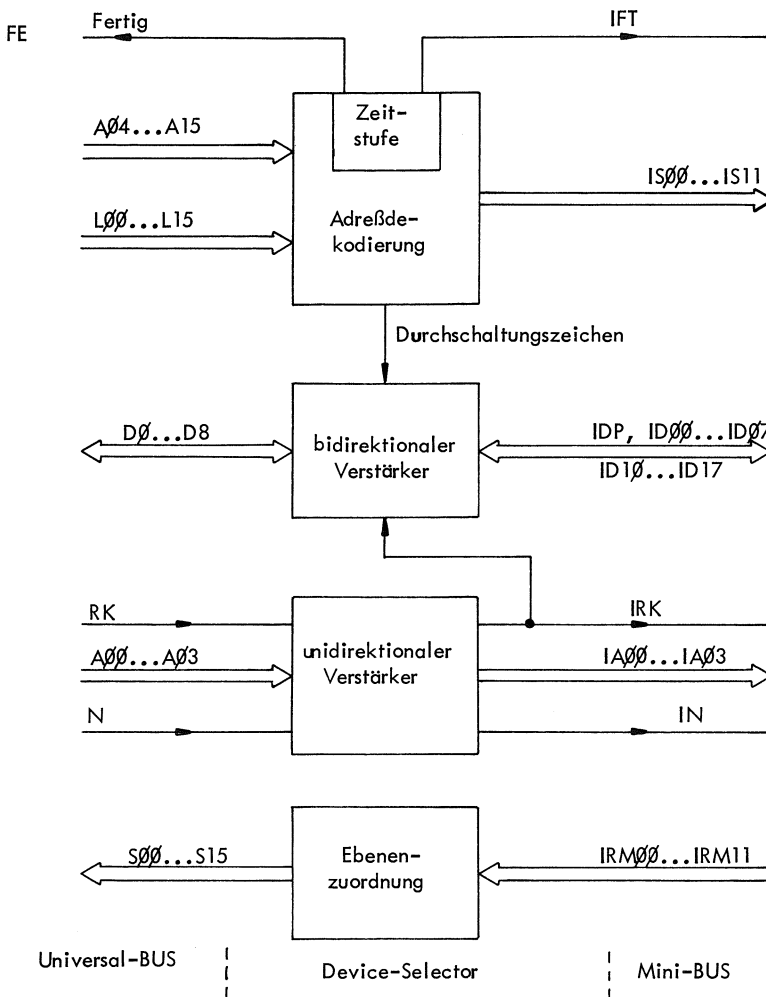 FE Fertig IFT
Zeit-
stufe
AØ4...A15
ISØØ...IS11
LØØ...L15
Adreßde-
kodierung
Durchschaltungszeichen
DØ...D8
bidirektionaler
Verstärker
IDP, IDØØ...IDØ7
ID1Ø...ID17
RK IRK
AØØ...AØ3
unidirektionaler
Verstärker
IAØØ...IAØ3
N IN
SØØ...S15
Ebenen-
zuordnung
IRMØØ...IRM11
Universal-BUS Device-Selector Mini-BUS